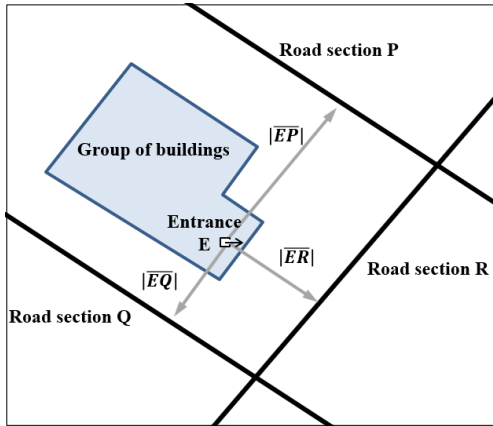 Road section P
|EP|
Group of buildings
Entrance
E
|ER|
Road section R
|EQ|
Road section Q